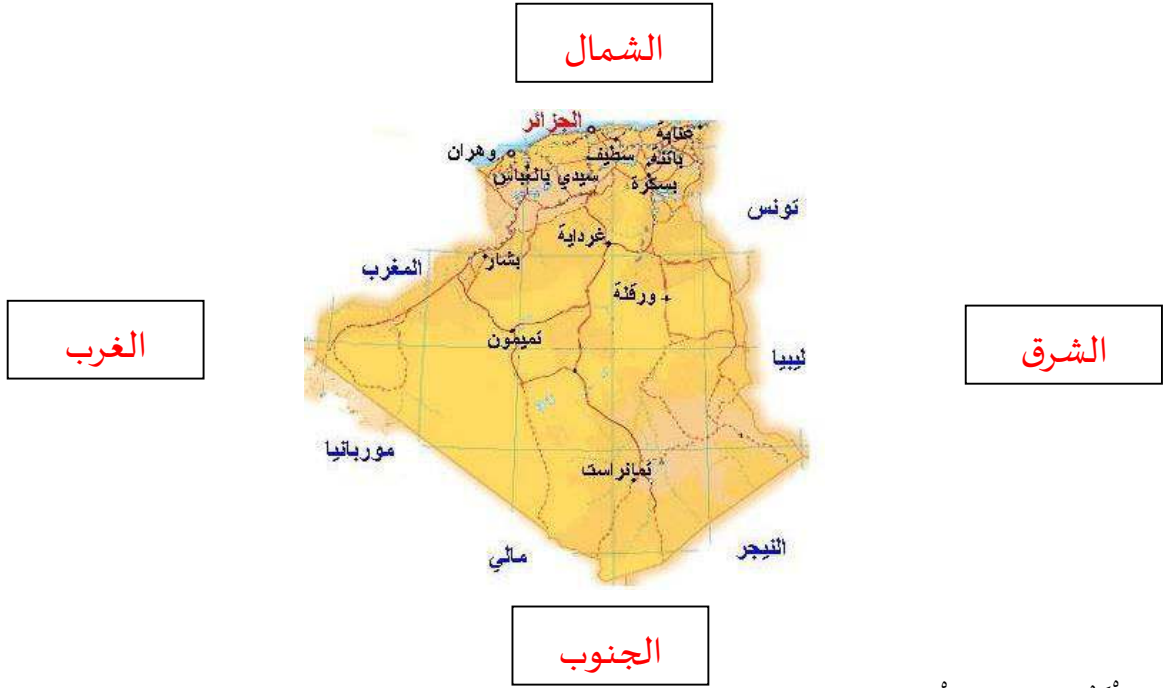 الشمال
الجزائر
عنابة
وهران
سطيف
باتنة
سيدي بالعباس
بسكرة
تونس
غرداية
بشار
المغرب
ورقلة
الغرب
تميمون
ليبيا
الشرق
موريانيا
تمانراست
مالي
النيجر
الجنوب